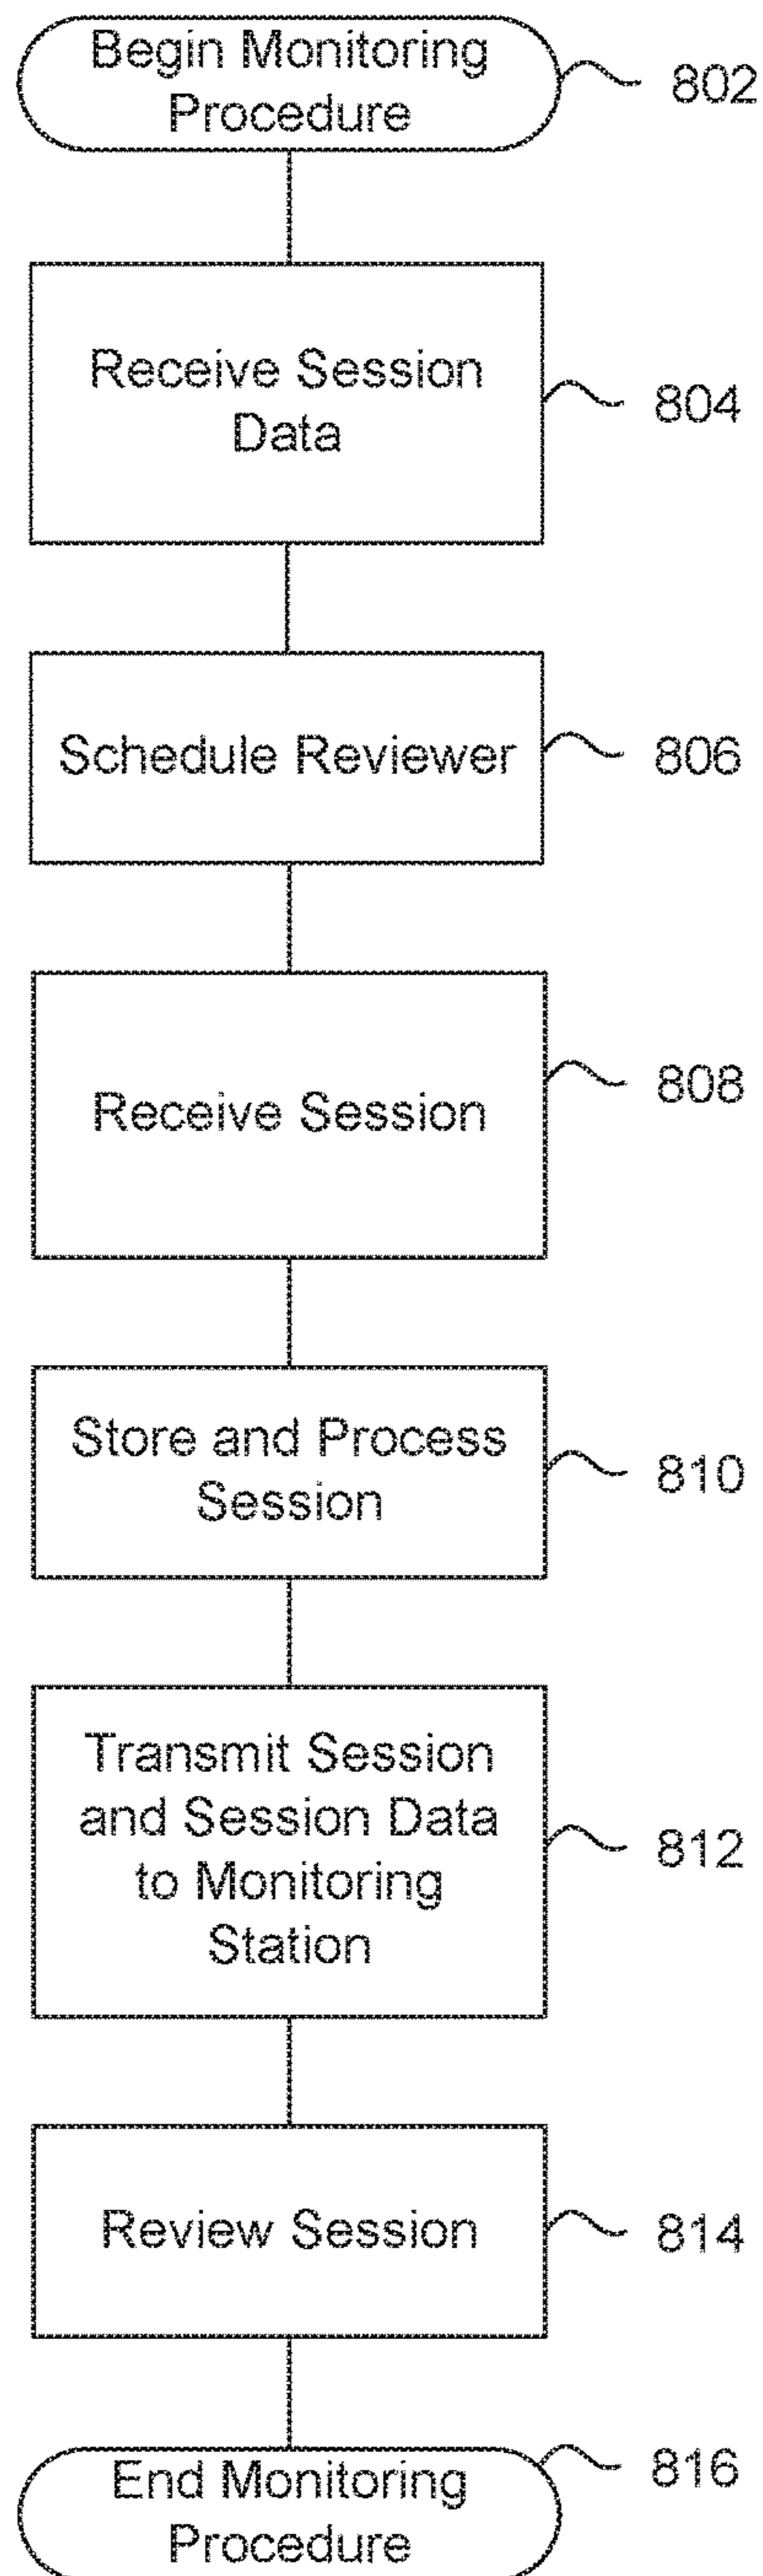 Begin Monitoring
Procedure
802
Receive Session
Data
804
Schedule Reviewer
806
Receive Session
808
Store and Process
Session
810
Transmit Session
and Session Data
to Monitoring
Station
812
Review Session
814
End Monitoring
Procedure
816